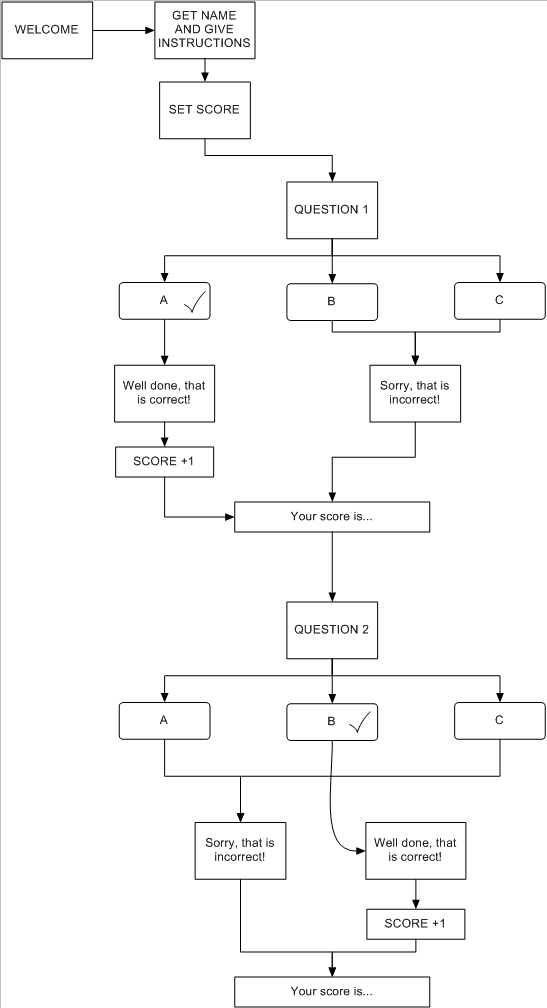 WELCOME
GET NAME
AND GIVE
INSTRUCTIONS
SET SCORE
QUESTION 1
A
B
C
Well done, that
is correct!
Sorry, that is
incorrect!
SCORE +1
Your score is...
QUESTION 2
A
B
C
Sorry, that is
incorrect!
Well done, that
is correct!
SCORE +1
Your score is...